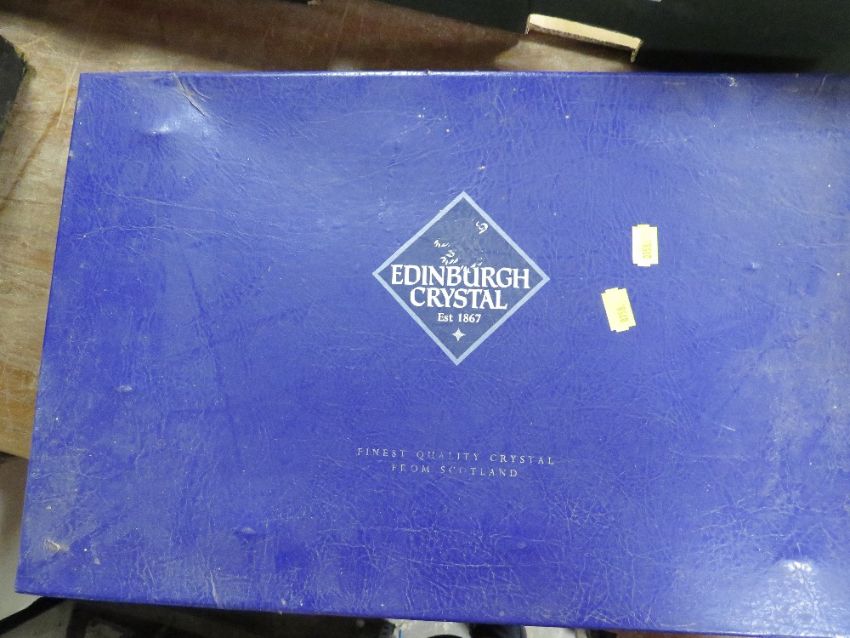 EDINBURGH
CRYSTAL
Est 1867
FINEST QUALITY CRYSTAL
FROM SCOTLAND